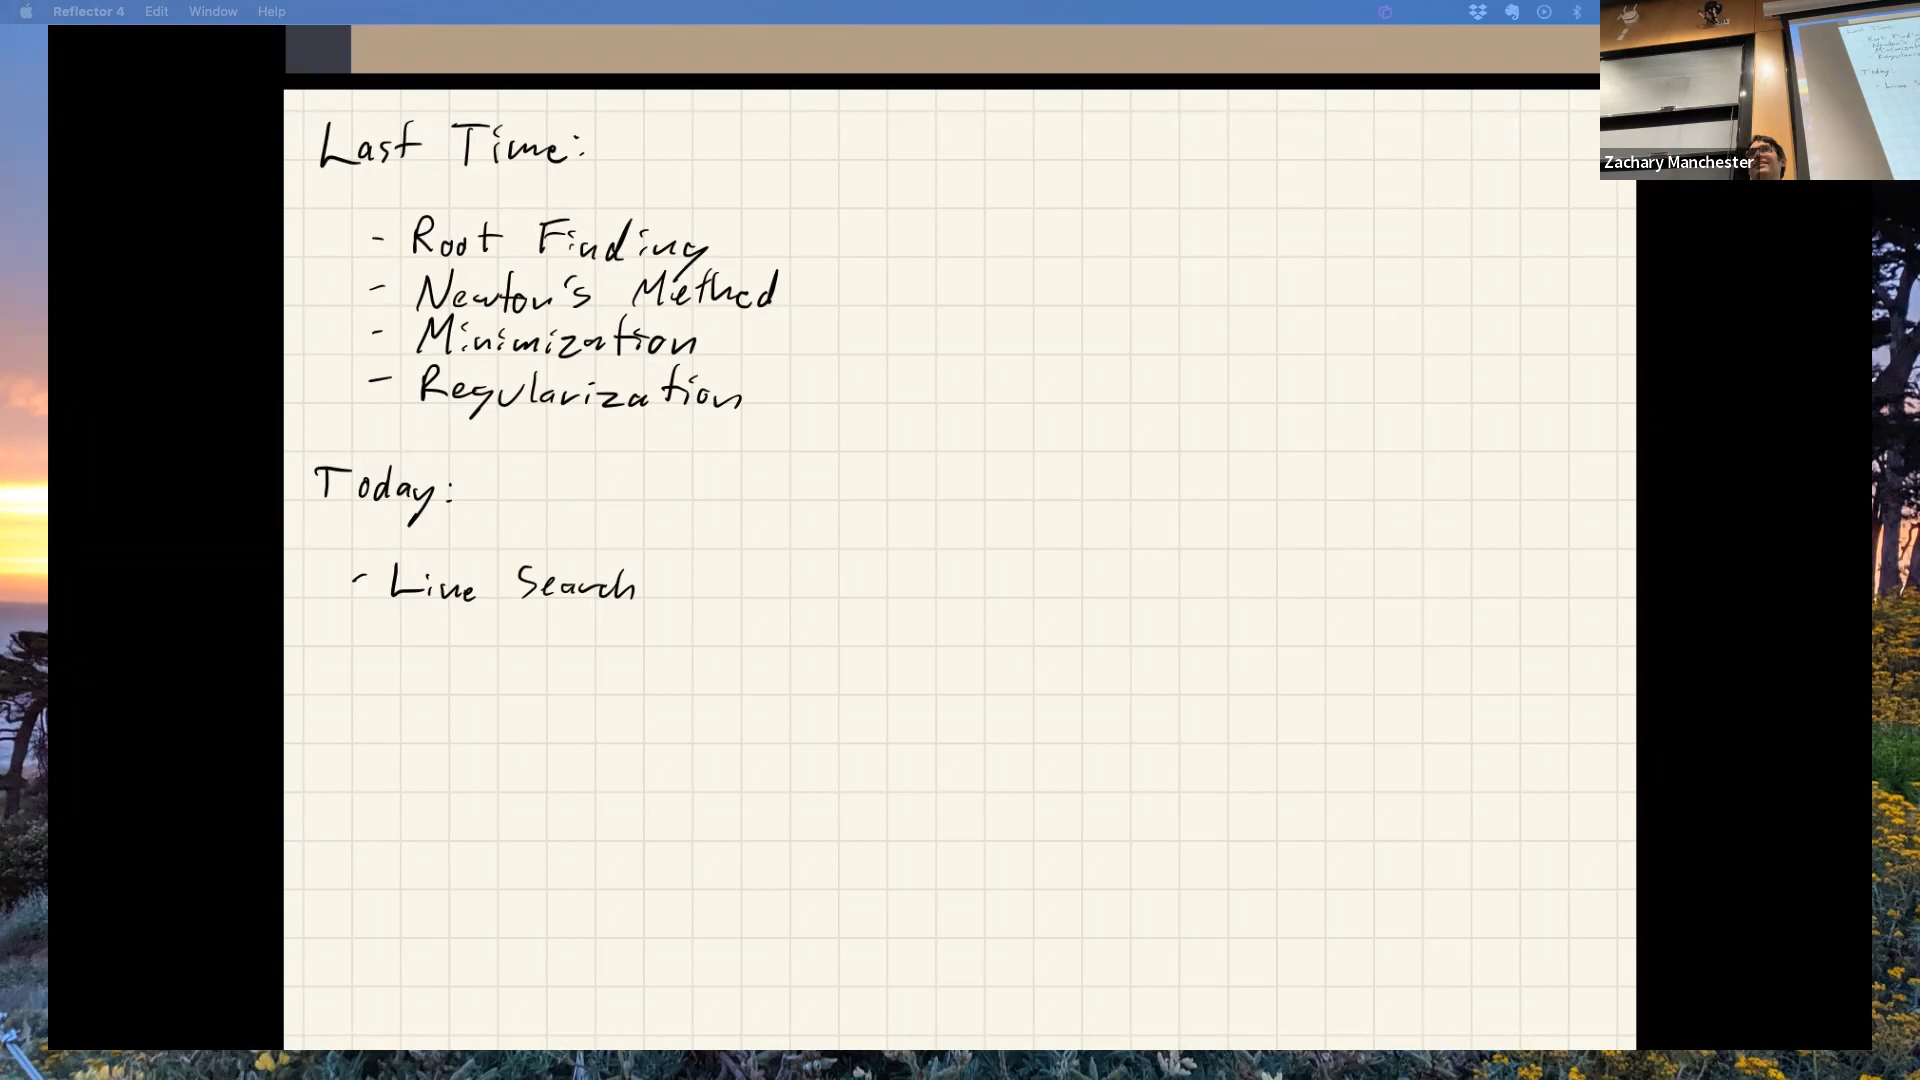 Reflector 4 Edit Window Help
Last Time:
- Root Finding
- Newton's Method
- Minimization
- Regularization
Today:
- Line Search
Zachary Manchester